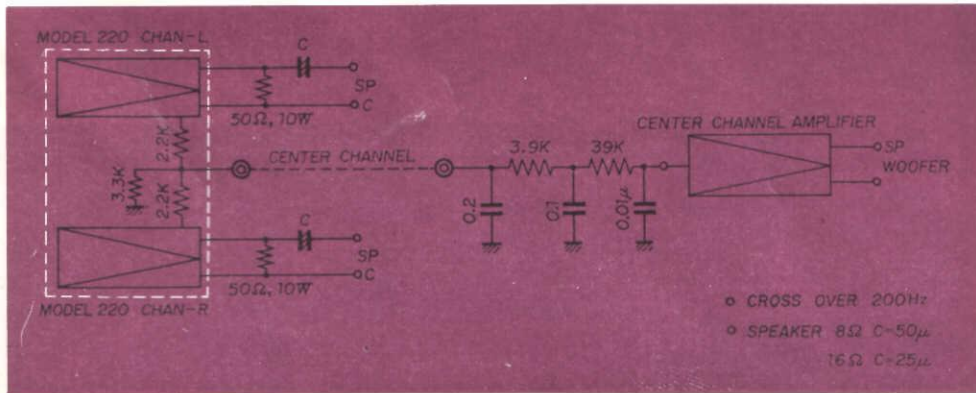 MODEL 220 CHAN-L
C
SP
C
50Ω, 10W
2.2K
3.3K
2.2K
CENTER CHANNEL
3.9K
39K
0.2
0.1
0.01μ
CENTER CHANNEL AMPLIFIER
SP
WOOFER
C
SP
C
50Ω, 10W
MODEL 220 CHAN-R
CROSS OVER 200Hz
SPEAKER 8Ω C-50μ
16Ω C-25μ